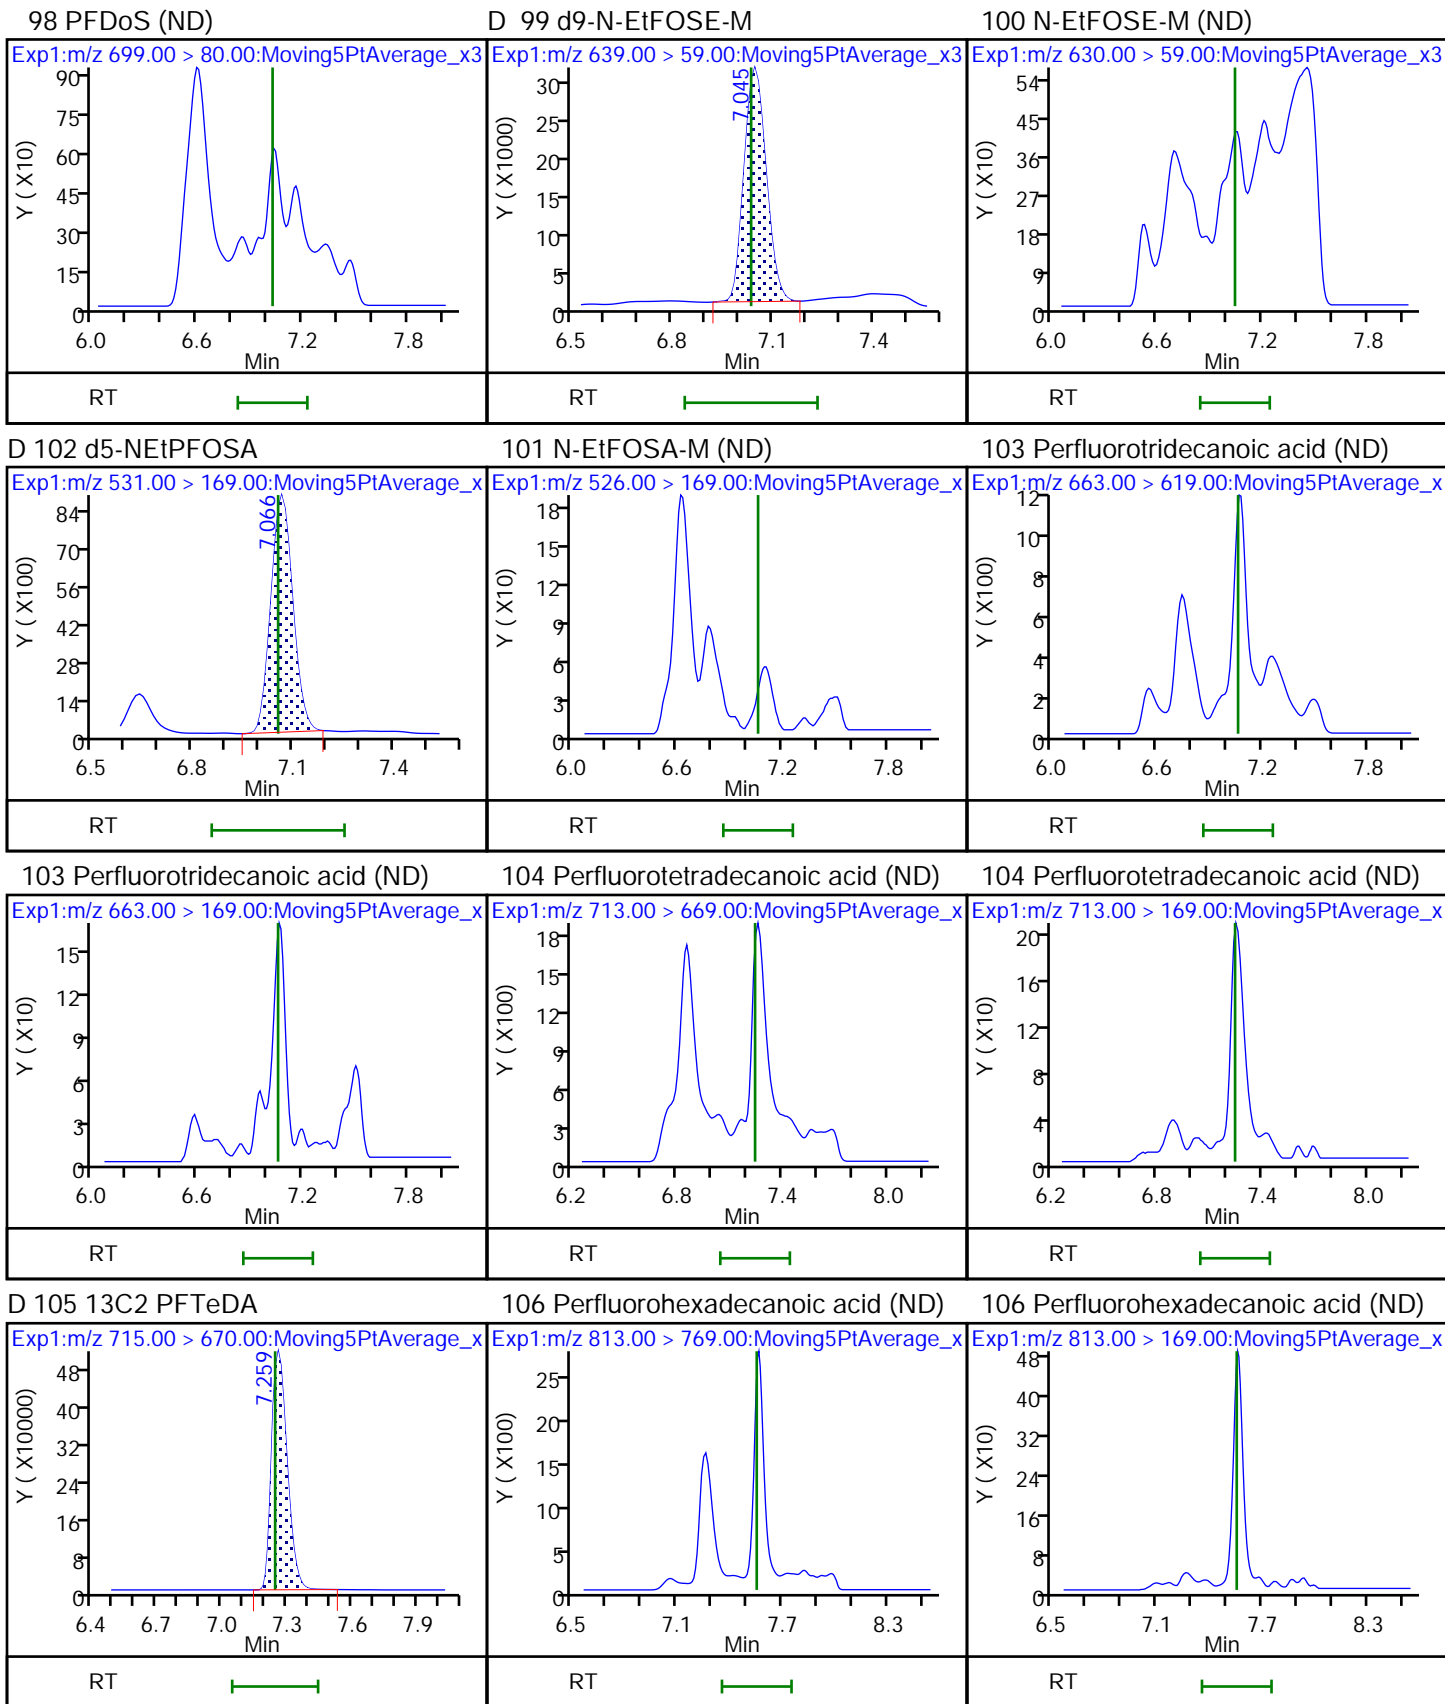 98 PFDoS (ND)
Exp1:m/z 699.00 > 80.00:Moving5PtAverage_x3
Y ( X10)
90
75
60
45
30
15
0
6.0 6.6 7.2 7.8
Min
RT
D 99 d9-N-EtFOSE-M
Exp1:m/z 639.00 > 59.00:Moving5PtAverage_x3
7.045
Y ( X1000)
30
25
20
15
10
5
0
6.5 6.8 7.1 7.4
Min
RT
100 N-EtFOSE-M (ND)
Exp1:m/z 630.00 > 59.00:Moving5PtAverage_x3
Y ( X10)
54
45
36
27
18
9
0
6.0 6.6 7.2 7.8
Min
RT
D 102 d5-NEtPFOSA
Exp1:m/z 531.00 > 169.00:Moving5PtAverage_x
7.066
Y ( X100)
84
70
56
42
28
14
0
6.5 6.8 7.1 7.4
Min
RT
101 N-EtFOSA-M (ND)
Exp1:m/z 526.00 > 169.00:Moving5PtAverage_x
Y ( X10)
18
15
12
9
6
3
0
6.0 6.6 7.2 7.8
Min
RT
103 Perfluorotridecanoic acid (ND)
Exp1:m/z 663.00 > 619.00:Moving5PtAverage_x
Y ( X100)
12
10
8
6
4
2
0
6.0 6.6 7.2 7.8
Min
RT
103 Perfluorotridecanoic acid (ND)
Exp1:m/z 663.00 > 169.00:Moving5PtAverage_x
Y ( X10)
15
12
9
6
3
0
6.0 6.6 7.2 7.8
Min
RT
104 Perfluorotetradecanoic acid (ND)
Exp1:m/z 713.00 > 669.00:Moving5PtAverage_x
Y ( X100)
18
15
12
9
6
3
0
6.2 6.8 7.4 8.0
Min
RT
104 Perfluorotetradecanoic acid (ND)
Exp1:m/z 713.00 > 169.00:Moving5PtAverage_x
Y ( X10)
20
16
12
8
4
0
6.2 6.8 7.4 8.0
Min
RT
D 105 13C2 PFTeDA
Exp1:m/z 715.00 > 670.00:Moving5PtAverage_x
7.259
Y ( X10000)
48
40
32
24
16
8
0
6.4 6.7 7.0 7.3 7.6 7.9
Min
RT
106 Perfluorohexadecanoic acid (ND)
Exp1:m/z 813.00 > 769.00:Moving5PtAverage_x
Y ( X100)
25
20
15
10
5
0
6.5 7.1 7.7 8.3
Min
RT
106 Perfluorohexadecanoic acid (ND)
Exp1:m/z 813.00 > 169.00:Moving5PtAverage_x
Y ( X10)
48
40
32
24
16
8
0
6.5 7.1 7.7 8.3
Min
RT